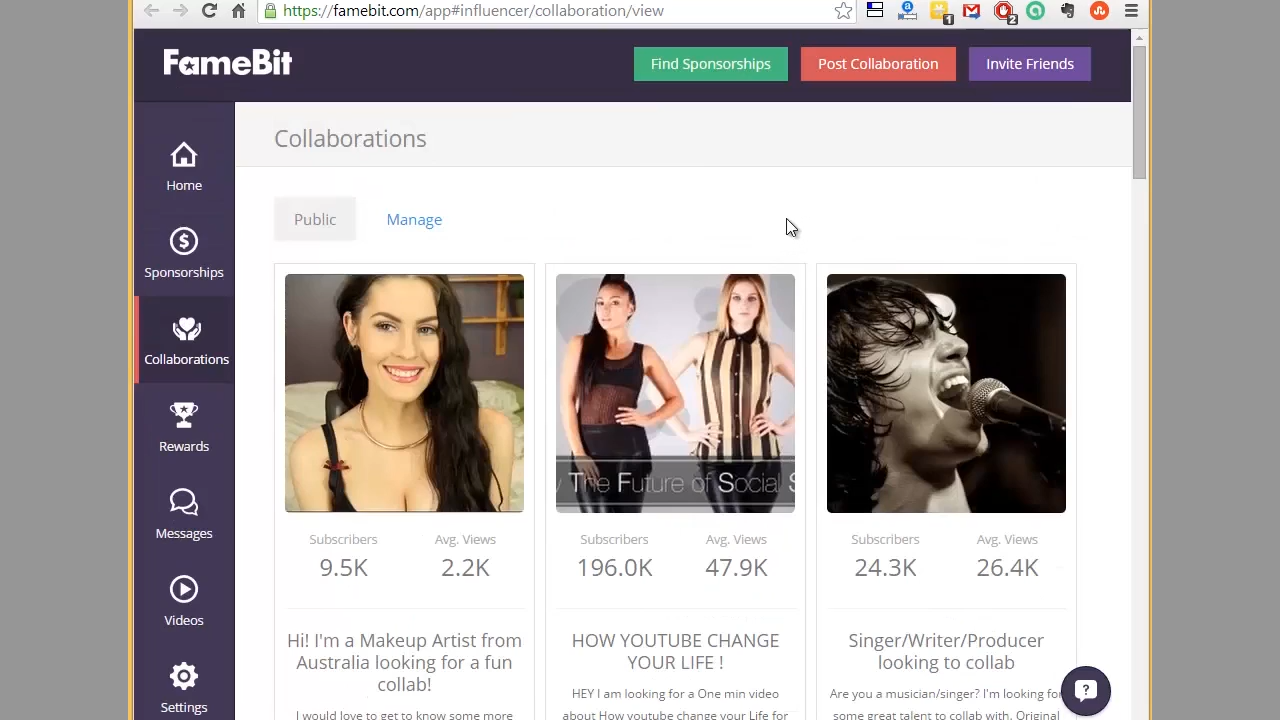 https://famebit.com/app#influencer/collaboration/view
1
2
FameBit
Find Sponsorships
Post Collaboration
Invite Friends
Collaborations
Home
Sponsorships
Collaborations
Rewards
Messages
Videos
Settings
Public
Manage
The Future of Social S
Subscribers
Avg. Views
9.5K
2.2K
Hi! I'm a Makeup Artist from
Australia looking for a fun
collab!
I would love to get to know some more
Subscribers
Avg. Views
196.0K
47.9K
HOW YOUTUBE CHANGE
YOUR LIFE !
HEY I am looking for a One min video
about How youtube change your Life for
Subscribers
Avg. Views
24.3K
26.4K
Singer/Writer/Producer
looking to collab
Are you a musician/singer? I'm looking for
some great talent to collab with. Original